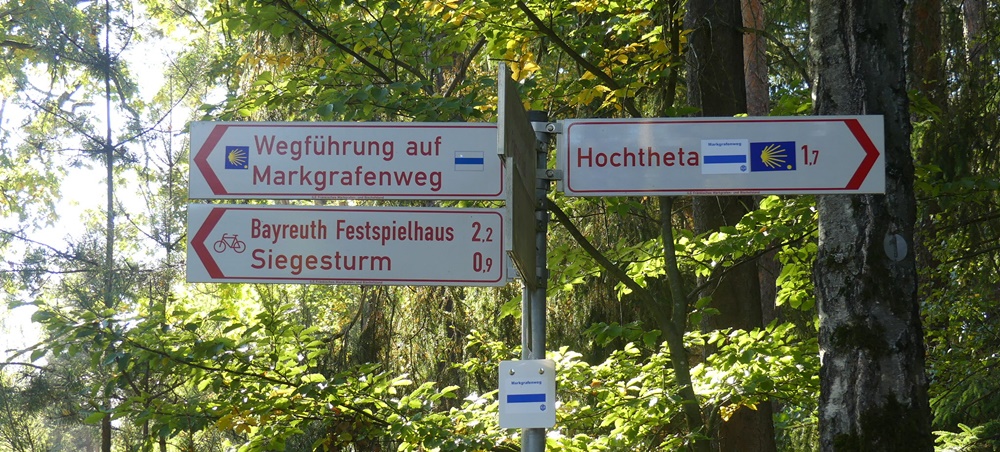 Wegführung auf
Markgrafenweg
Bayreuth Festspielhaus 2,2
Siegesturm 0,9
Hochtheta Markgrafenweg 1,7
Markgrafenweg